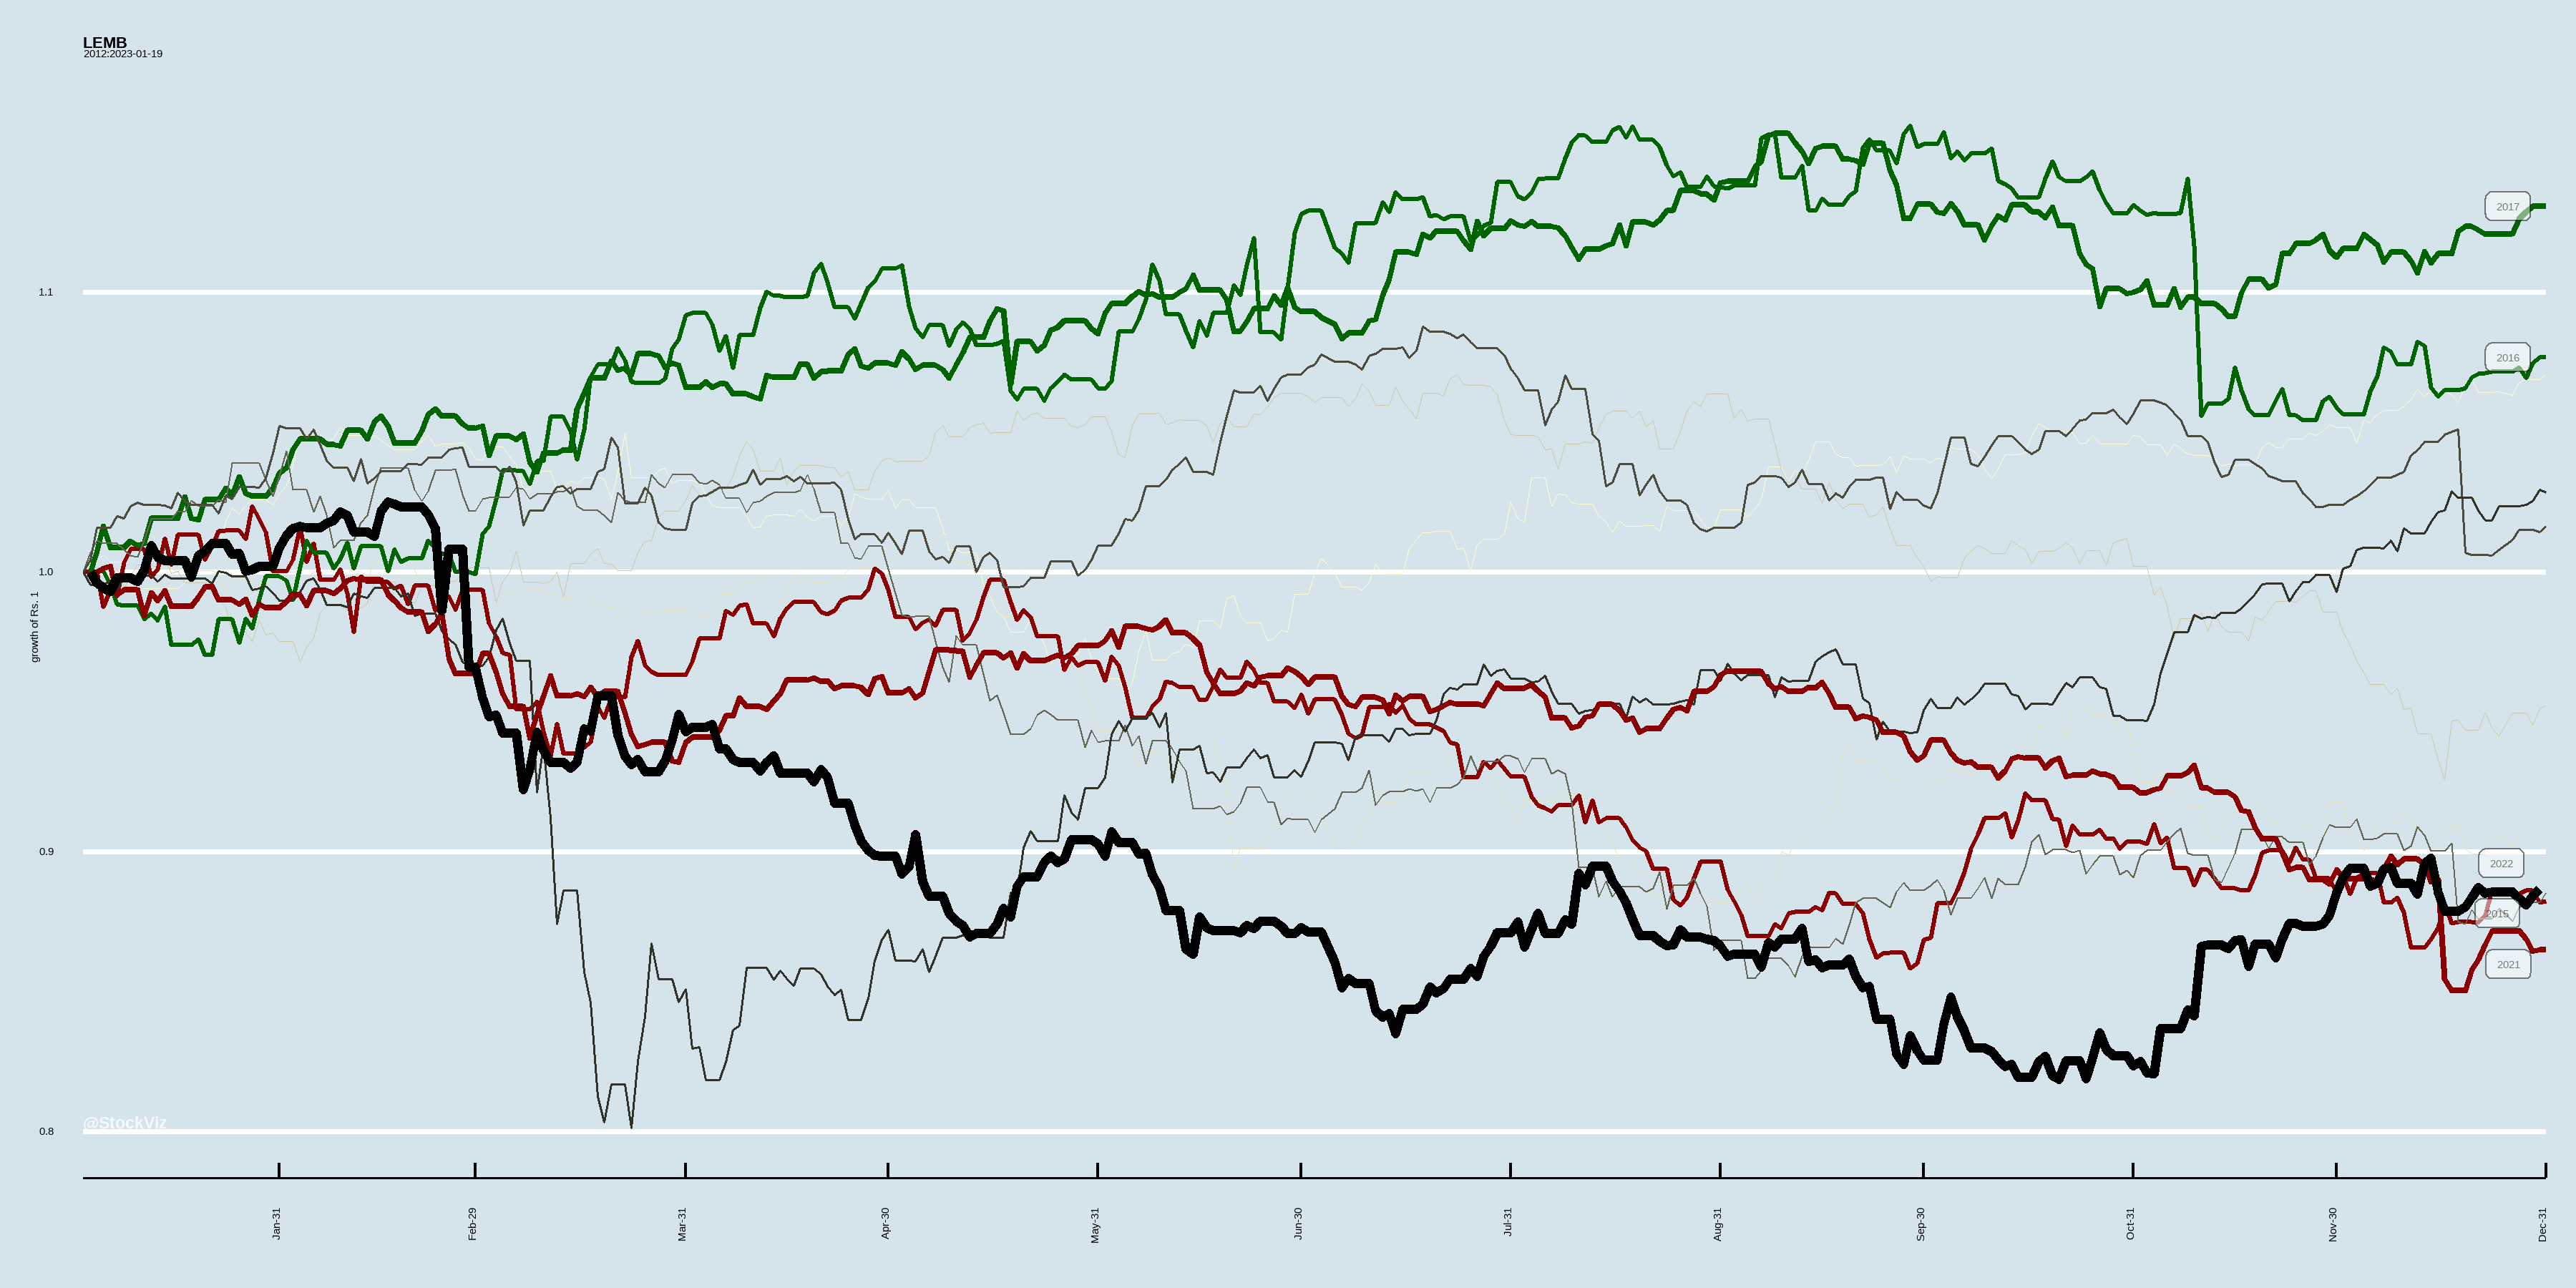 LEMB
2012:2023-01-19
2017
1.1
2016
1.0
growth of Rs. 1
0.9
2022
2015
2021
@StockViz
0.8
Jan-31
Feb-29
Mar-31
Apr-30
May-31
Jun-30
Jul-31
Aug-31
Sep-30
Oct-31
Nov-30
Dec-31